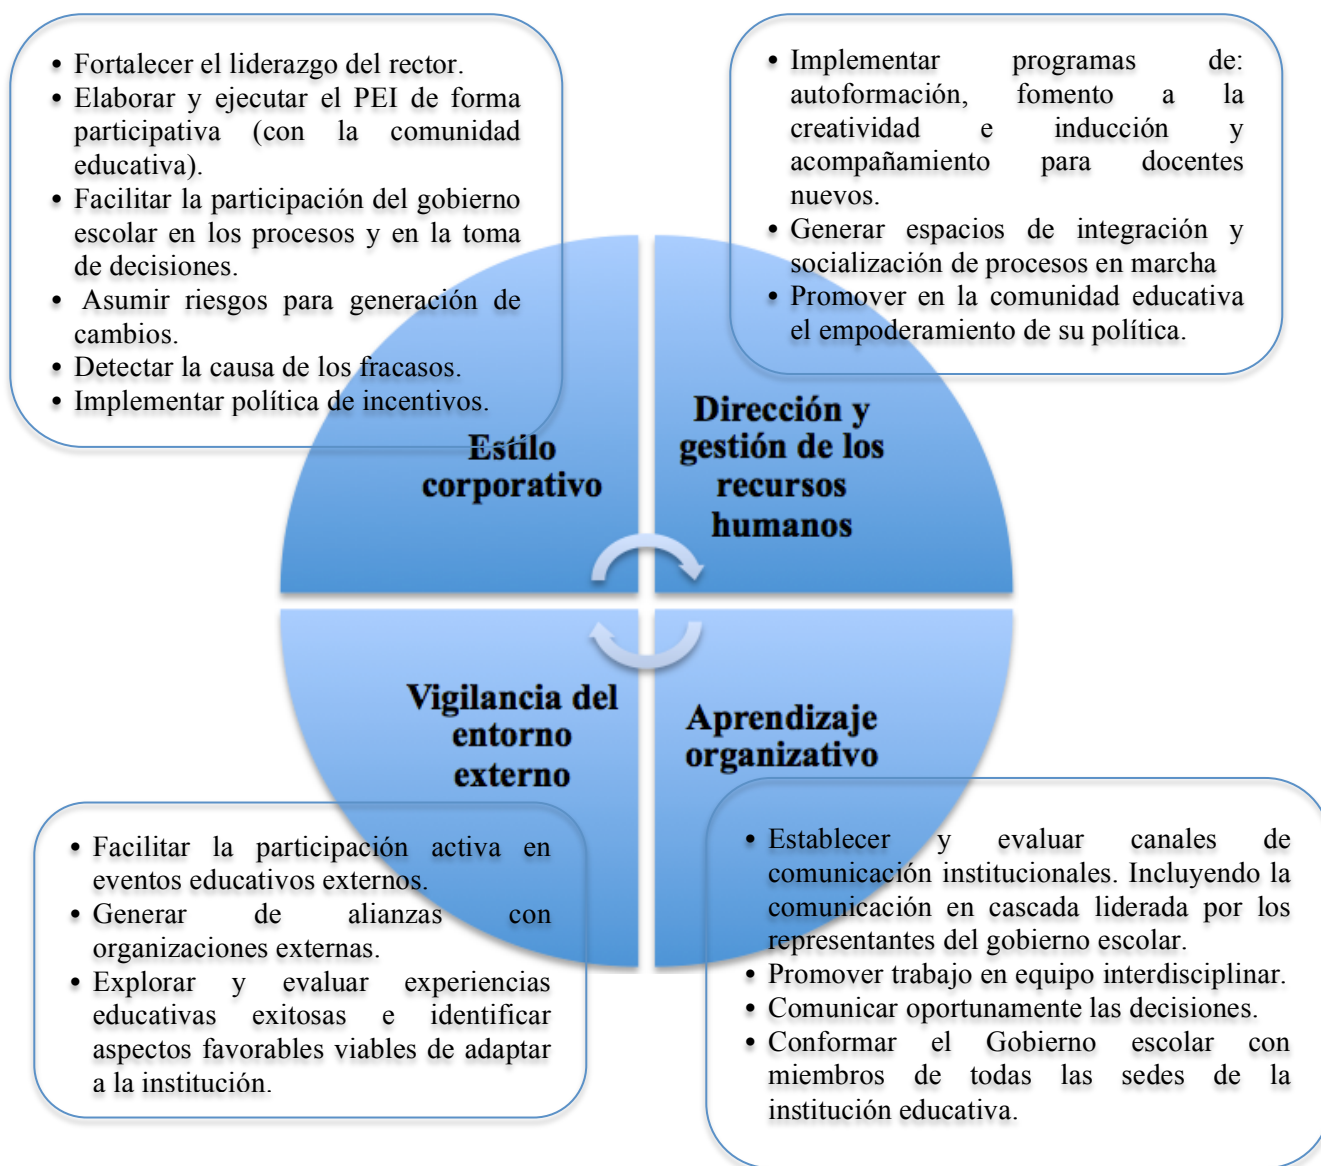 • Fortalecer el liderazgo del rector.
• Elaborar y ejecutar el PEI de forma
participativa (con la comunidad
educativa).
• Facilitar la participación del gobierno
escolar en los procesos y en la toma
de decisiones.
• Asumir riesgos para generación de
cambios.
• Detectar la causa de los fracasos.
• Implementar política de incentivos.
• Implementar programas de:
autoformación, fomento a la
creatividad e inducción y
acompañamiento para docentes
nuevos.
• Generar espacios de integración y
socialización de procesos en marcha
• Promover en la comunidad educativa
el empoderamiento de su política.
Estilo
corporativo
Dirección y
gestión de los
recursos
humanos
Vigilancia del
entorno
externo
Aprendizaje
organizativo
• Facilitar la participación activa en
eventos educativos externos.
• Generar de alianzas con
organizaciones externas.
• Explorar y evaluar experiencias
educativas exitosas e identificar
aspectos favorables viables de adaptar
a la institución.
• Establecer y evaluar canales de
comunicación institucionales. Incluyendo la
comunicación en cascada liderada por los
representantes del gobierno escolar.
• Promover trabajo en equipo interdisciplinar.
• Comunicar oportunamente las decisiones.
• Conformar el Gobierno escolar con
miembros de todas las sedes de la
institución educativa.